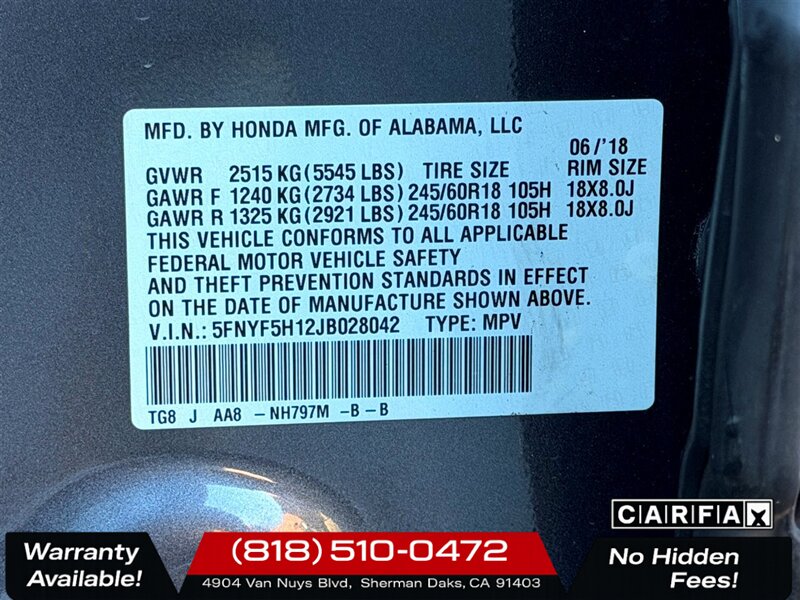 MFD. BY HONDA MFG. OF ALABAMA, LLC
06/'18
GVWR 2515 KG (5545 LBS) TIRE SIZE RIM SIZE
GAWR F 1240 KG (2734 LBS) 245/60R18 105H 18X8.0J
GAWR R 1325 KG (2921 LBS) 245/60R18 105H 18X8.0J
THIS VEHICLE CONFORMS TO ALL APPLICABLE
FEDERAL MOTOR VEHICLE SAFETY
AND THEFT PREVENTION STANDARDS IN EFFECT
ON THE DATE OF MANUFACTURE SHOWN ABOVE.
V.I.N.: 5FNYF5H12JB028042 TYPE: MPV
TG8 J AA8 -NH797M -B-B
CARFAX
Warranty
Available!
(818) 510-0472
4904 Van Nuys Blvd, Sherman Oaks, CA 91403
No Hidden
Fees!